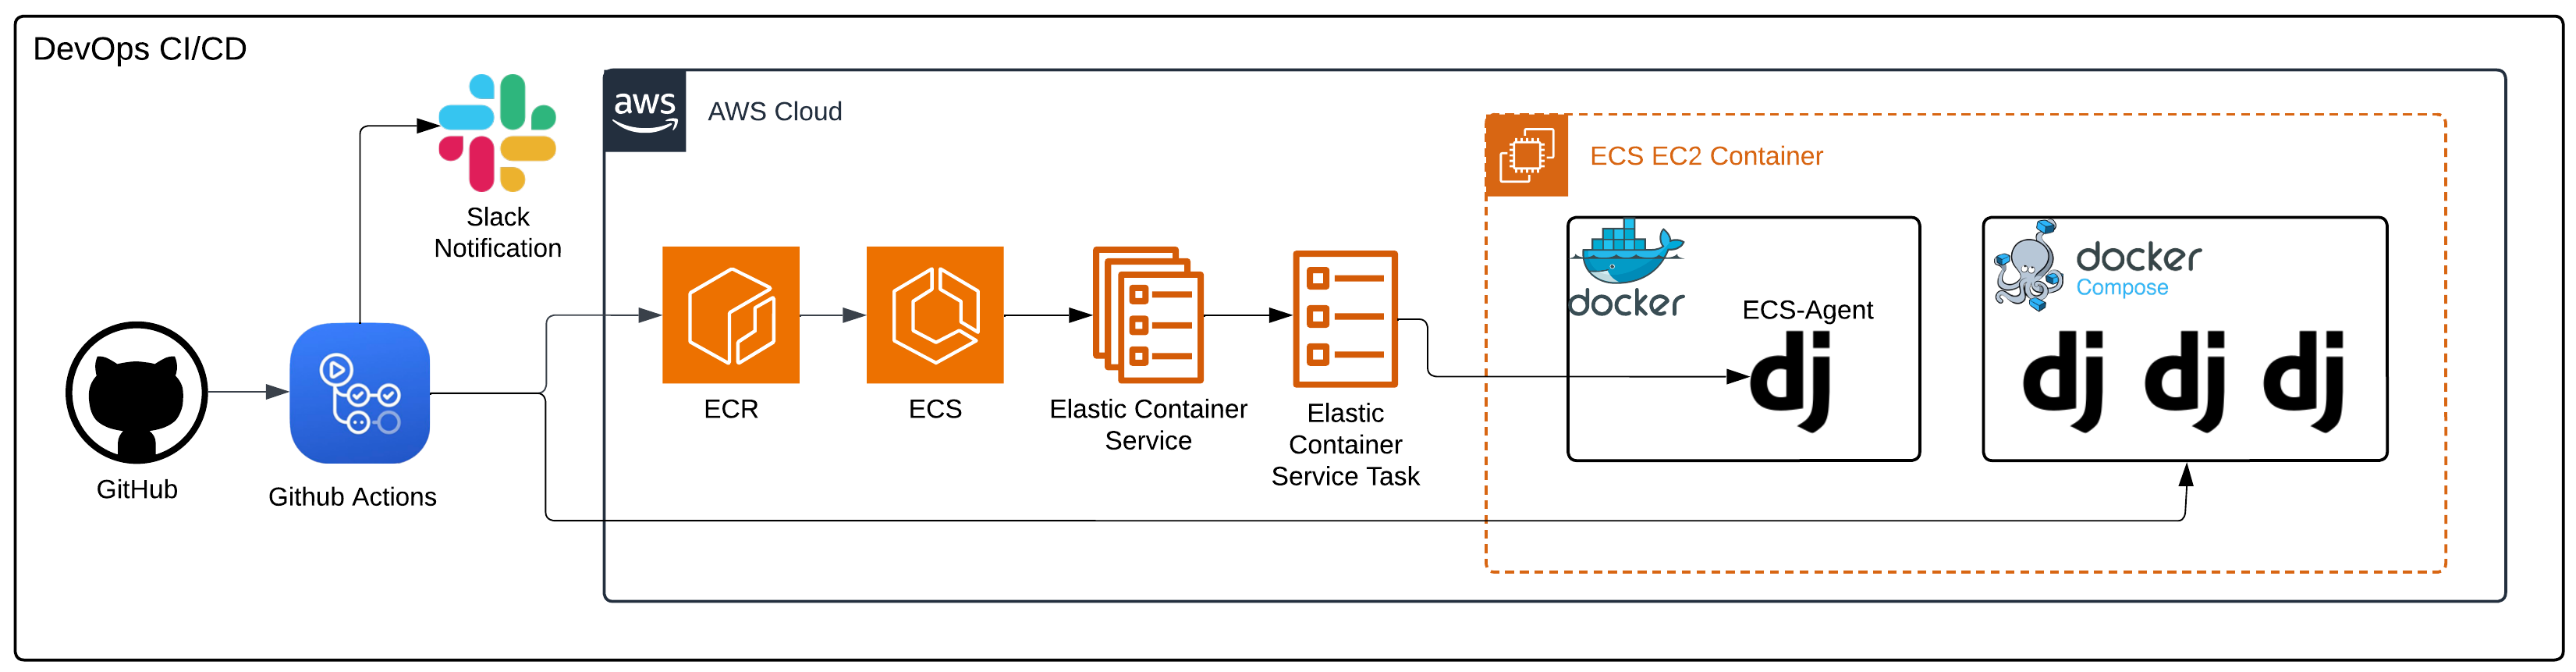 DevOps CI/CD
Slack
Notification
aws
AWS Cloud
ECS EC2 Container
docker
ECS-Agent
dj
docker
Compose
dj dj dj
GitHub
Github Actions
ECR
ECS
Elastic Container
Service
Elastic
Container
Service Task